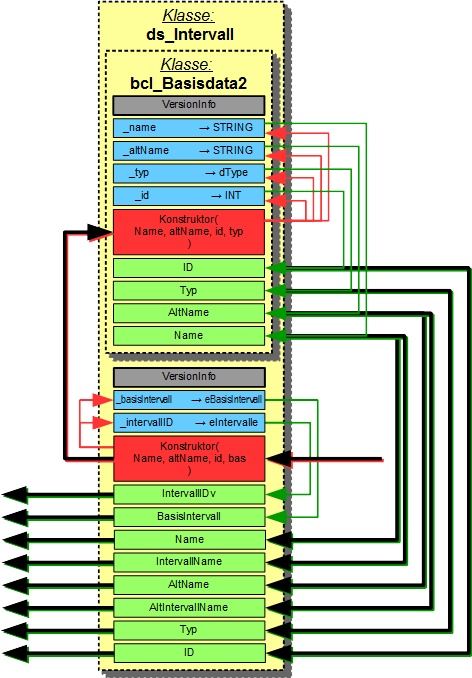 Klasse:
ds_Intervall
Klasse:
bcl_Basisdata2
VersionInfo
_name → STRING
_altName → STRING
_typ → dType
_id → INT
Konstruktor(
Name, altName, id, typ
)
ID
Typ
AltName
Name
VersionInfo
_basisIntervall → eBasisIntervall
_intervallID → eIntervalle
Konstruktor(
Name, altName, id, bas
)
IntervallIDv
BasisIntervall
Name
IntervallName
AltName
AltIntervallName
Typ
ID